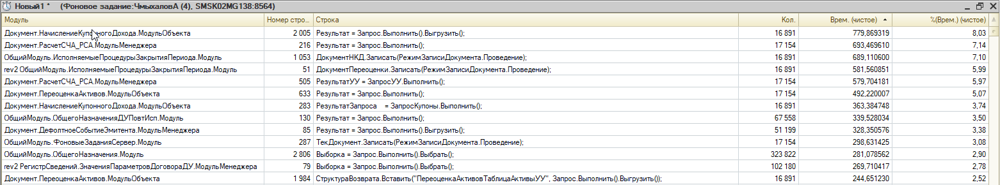 Новый1 * (Фоновое задание:ЧмыхаловА (4), SMSK02MG138:8564)
Модуль Номер стро... Строка Кол. Врем. (чистое) %(Врем.) (чистое)
Документ.НачислениеКупонногоДохода.МодульОбъекта 2 005 Результат = Запрос.Выполнить().Выгрузить(); 16 891 779,869319 8,03
Документ.РасчетСЧА_РСА.МодульМенеджера 216 Результат = Запрос.Выполнить(); 17 154 693,469610 7,14
ОбщийМодуль.ИсполняемыеПроцедурыЗакрытияПериода.Модуль 1 053 ДокументНКД.Записать(РежимЗаписиДокумента.Проведение); 16 891 689,110600 7,10
rev2 ОбщийМодуль.ИсполняемыеПроцедурыЗакрытияПериода.Модуль 51 ДокументПереоценки.Записать(РежимЗаписиДокумента.Проведение); 16 891 581,560851 5,99
Документ.РасчетСЧА_РСА.МодульМенеджера 505 РезультатУУ = ЗапросУУ.Выполнить(); 17 154 579,704181 5,97
Документ.ПереоценкаАктивов.МодульОбъекта 633 Результат = Запрос.Выполнить(); 17 154 492,220007 5,07
Документ.НачислениеКупонногоДохода.МодульОбъекта 283 РезультатЗапроса = ЗапросКупоны.Выполнить(); 16 891 363,384748 3,74
ОбщийМодуль.ОбщегоНазначенияДУПовтИсп.Модуль 130 Результат = Запрос.Выполнить(); 67 558 339,528034 3,50
Документ.ДефолтноеСобытиеЭмитента.МодульМенеджера 85 Результат = Запрос.Выполнить().Выгрузить(); 51 199 328,350576 3,38
ОбщийМодуль.ФоновыеЗаданияСервер.Модуль 287 ТекДокумент.Записать(РежимЗаписиДокумента.Проведение); 17 154 298,631425 3,08
ОбщийМодуль.ОбщегоНазначения.Модуль 2 806 Выборка = Запрос.Выполнить().Выбрать(); 323 822 281,078562 2,90
rev2 РегистрСведений.ЗначенияПараметровДоговораДУ.МодульМенеджера 79 Выборка = Запрос.Выполнить().Выбрать(); 102 180 269,710417 2,78
Документ.ПереоценкаАктивов.МодульОбъекта 1 984 СтруктураВозврата.Вставить("ПереоценкаАктивовТаблицаАктивыУУ", Запрос.Выполнить().Выгрузить()); 16 891 244,651230 2,52